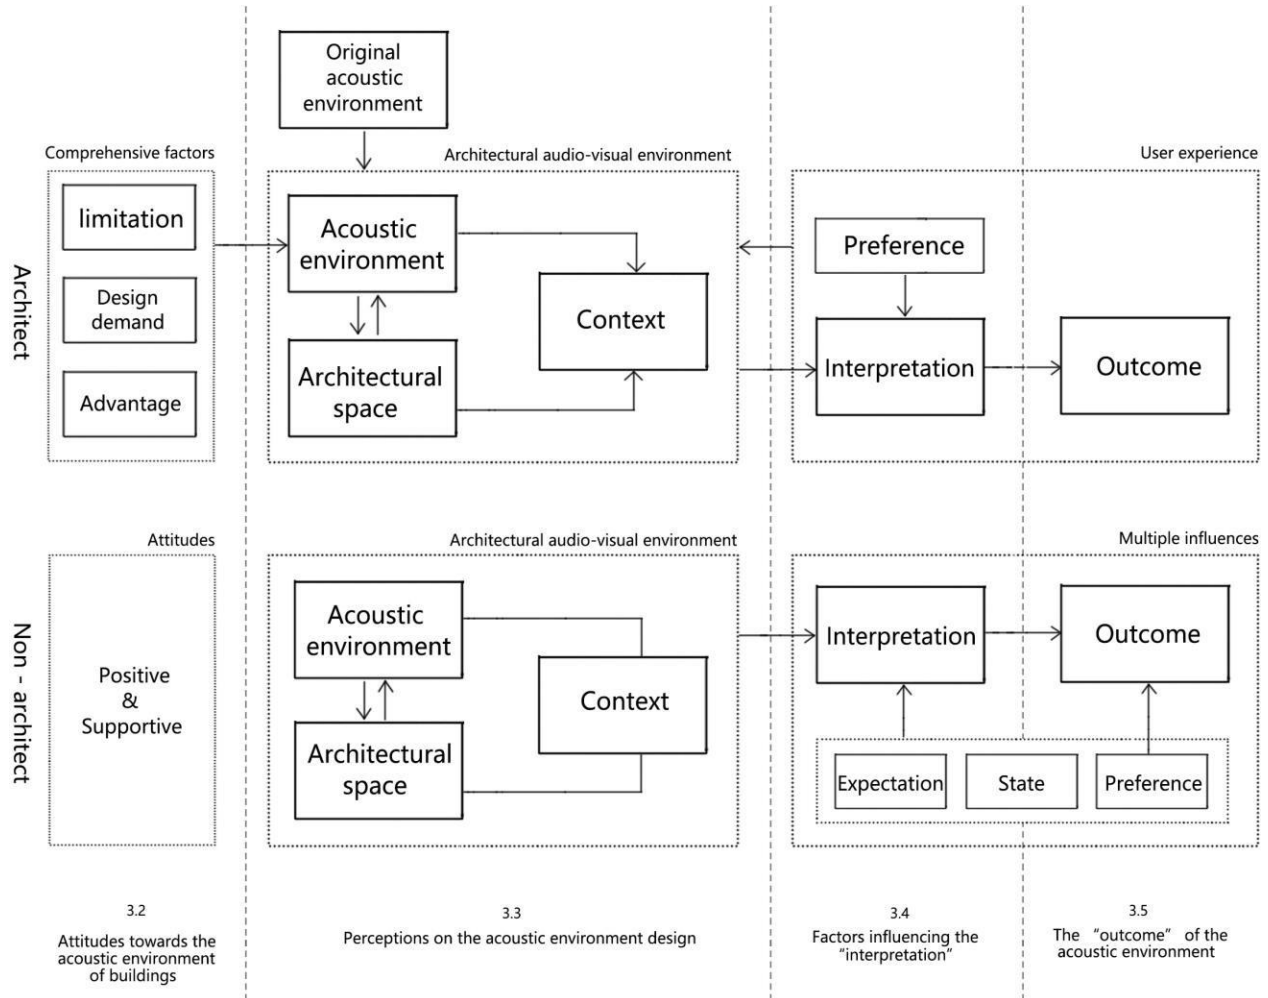 Original
acoustic
environment
Comprehensive factors
Architectural audio-visual environment
User experience
Architect
limitation
Design
demand
Advantage
Acoustic
environment
Architectural
space
Context
Preference
Interpretation
Outcome
Attitudes
Architectural audio-visual environment
Multiple influences
Non - architect
Positive
&
Supportive
Acoustic
environment
Architectural
space
Context
Interpretation
Outcome
Expectation
State
Preference
3.2
Attitudes towards the
acoustic environment
of buildings
3.3
Perceptions on the acoustic environment design
3.4
Factors influencing the
“interpretation”
3.5
The “outcome” of the
acoustic environment